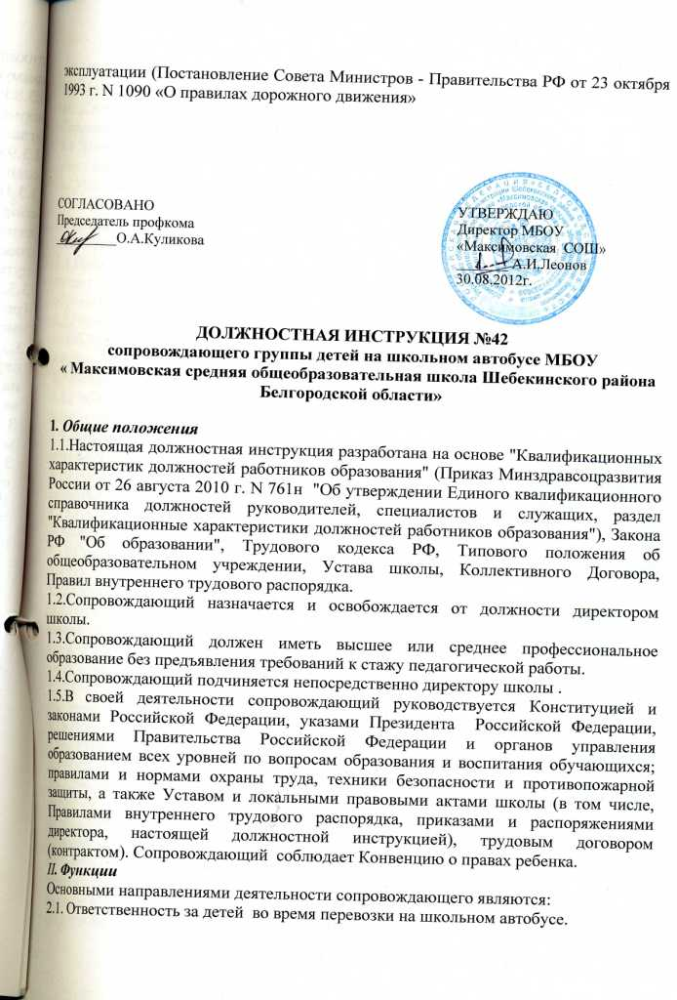 эксплуатации (Постановление Совета Министров - Правительства РФ от 23 октября
1993 г. N 1090 «О правилах дорожного движения»
СОГЛАСОВАНО
Председатель профкома
________О.А.Куликова
УТВЕРЖДАЮ
Директор МБОУ
«Максимовская СОШ»
_______А.И.Леонов
30.08.2012г.
ДОЛЖНОСТНАЯ ИНСТРУКЦИЯ №42
сопровождающего группы детей на школьном автобусе МБОУ
« Максимовская средняя общеобразовательная школа Шебекинского района
Белгородской области»
1. Общие положения
1.1.Настоящая должностная инструкция разработана на основе "Квалификационных
характеристик должностей работников образования" (Приказ Минздравсоцразвития
России от 26 августа 2010 г. N 761н "Об утверждении Единого квалификационного
справочника должностей руководителей, специалистов и служащих, раздел
"Квалификационные характеристики должностей работников образования"), Закона
РФ "Об образовании", Трудового кодекса РФ, Типового положения об
общеобразовательном учреждении, Устава школы, Коллективного Договора,
Правил внутреннего трудового распорядка.
1.2.Сопровождающий назначается и освобождается от должности директором
школы.
1.3.Сопровождающий должен иметь высшее или среднее профессиональное
образование без предъявления требований к стажу педагогической работы.
1.4.Сопровождающий подчиняется непосредственно директору школы .
1.5.В своей деятельности сопровождающий руководствуется Конституцией и
законами Российской Федерации, указами Президента Российской Федерации,
решениями Правительства Российской Федерации и органов управления
образованием всех уровней по вопросам образования и воспитания обучающихся;
правилами и нормами охраны труда, техники безопасности и противопожарной
защиты, а также Уставом и локальными правовыми актами школы (в том числе,
Правилами внутреннего трудового распорядка, приказами и распоряжениями
директора, настоящей должностной инструкцией), трудовым договором
(контрактом). Сопровождающий соблюдает Конвенцию о правах ребенка.
II. Функции
Основными направлениями деятельности сопровождающего являются:
2.1. Ответственность за детей во время перевозки на школьном автобусе.